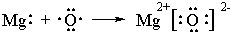 Mg: + ·Ö: ⟶ Mg²⁺[:Ö:]²⁻